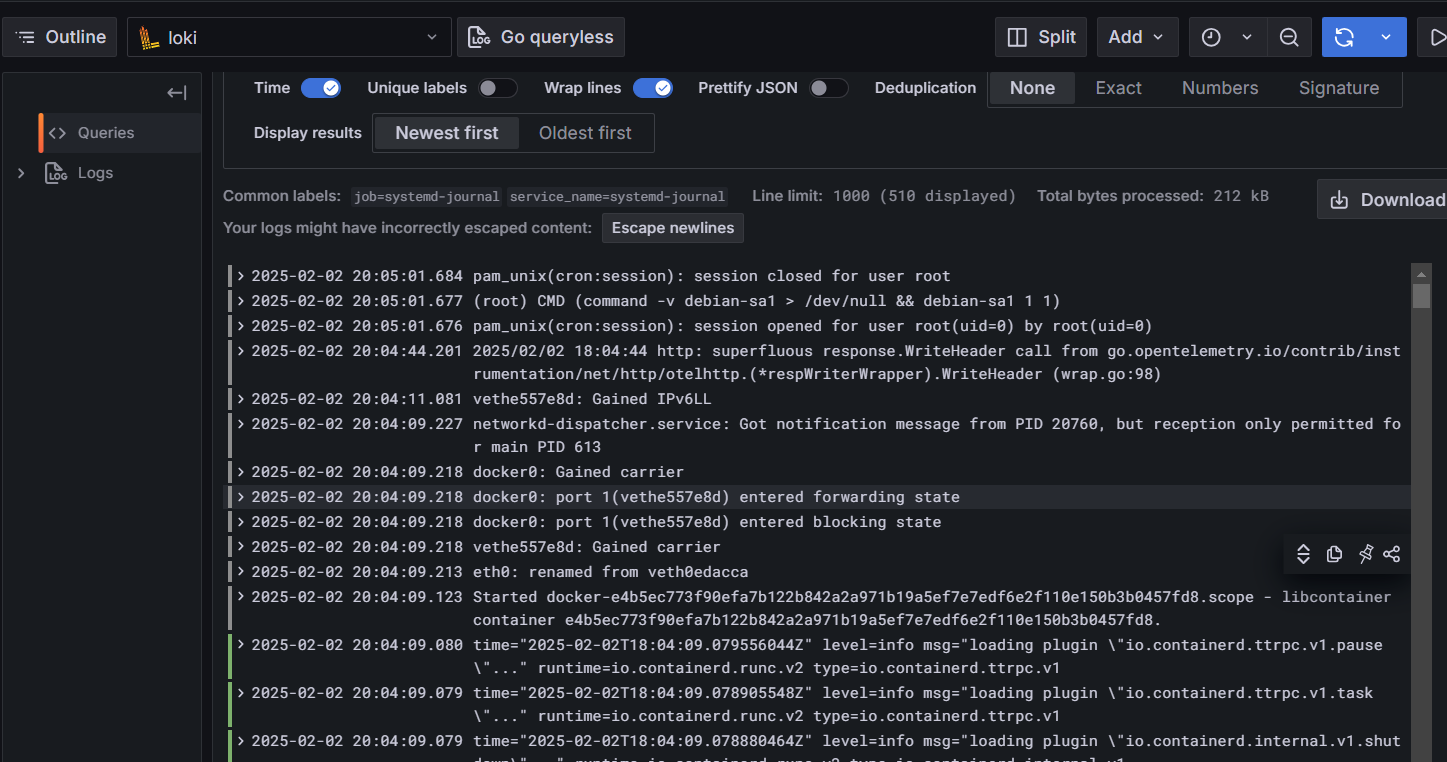 Outline
loki
Go queryless
Split
Add
Time
Unique labels
Wrap lines
Prettify JSON
Deduplication
None
Exact
Numbers
Signature
Display results
Newest first
Oldest first
Queries
LOG Logs
Common labels: job=systemd-journal service_name=systemd-journal Line limit: 1000 (510 displayed) Total bytes processed: 212 kB
Download
Your logs might have incorrectly escaped content: Escape newlines
2025-02-02 20:05:01.684 pam_unix(cron:session): session closed for user root
2025-02-02 20:05:01.677 (root) CMD (command -v debian-sa1 > /dev/null && debian-sa1 1 1)
2025-02-02 20:05:01.676 pam_unix(cron:session): session opened for user root(uid=0) by root(uid=0)
2025-02-02 20:04:44.201 2025/02/02 18:04:44 http: superfluous response.WriteHeader call from go.opentelemetry.io/contrib/inst
rumentation/net/http/otelhttp.(*respWriterWrapper).WriteHeader (wrap.go:98)
2025-02-02 20:04:11.081 vethe557e8d: Gained IPv6LL
2025-02-02 20:04:09.227 networkd-dispatcher.service: Got notification message from PID 20760, but reception only permitted fo
r main PID 613
2025-02-02 20:04:09.218 docker0: Gained carrier
2025-02-02 20:04:09.218 docker0: port 1(vethe557e8d) entered forwarding state
2025-02-02 20:04:09.218 docker0: port 1(vethe557e8d) entered blocking state
2025-02-02 20:04:09.218 vethe557e8d: Gained carrier
2025-02-02 20:04:09.213 eth0: renamed from veth0edacca
2025-02-02 20:04:09.123 Started docker-e4b5ec773f90efa7b122b842a2a971b19a5ef7e7edf6e2f110e150b3b0457fd8.scope - libcontainer
container e4b5ec773f90efa7b122b842a2a971b19a5ef7e7edf6e2f110e150b3b0457fd8.
2025-02-02 20:04:09.080 time="2025-02-02T18:04:09.079556044Z" level=info msg="loading plugin \"io.containerd.ttrpc.v1.pause
\"..." runtime=io.containerd.runc.v2 type=io.containerd.ttrpc.v1
2025-02-02 20:04:09.079 time="2025-02-02T18:04:09.078905548Z" level=info msg="loading plugin \"io.containerd.ttrpc.v1.task
\"..." runtime=io.containerd.runc.v2 type=io.containerd.ttrpc.v1
2025-02-02 20:04:09.079 time="2025-02-02T18:04:09.078880464Z" level=info msg="loading plugin \"io.containerd.internal.v1.shut